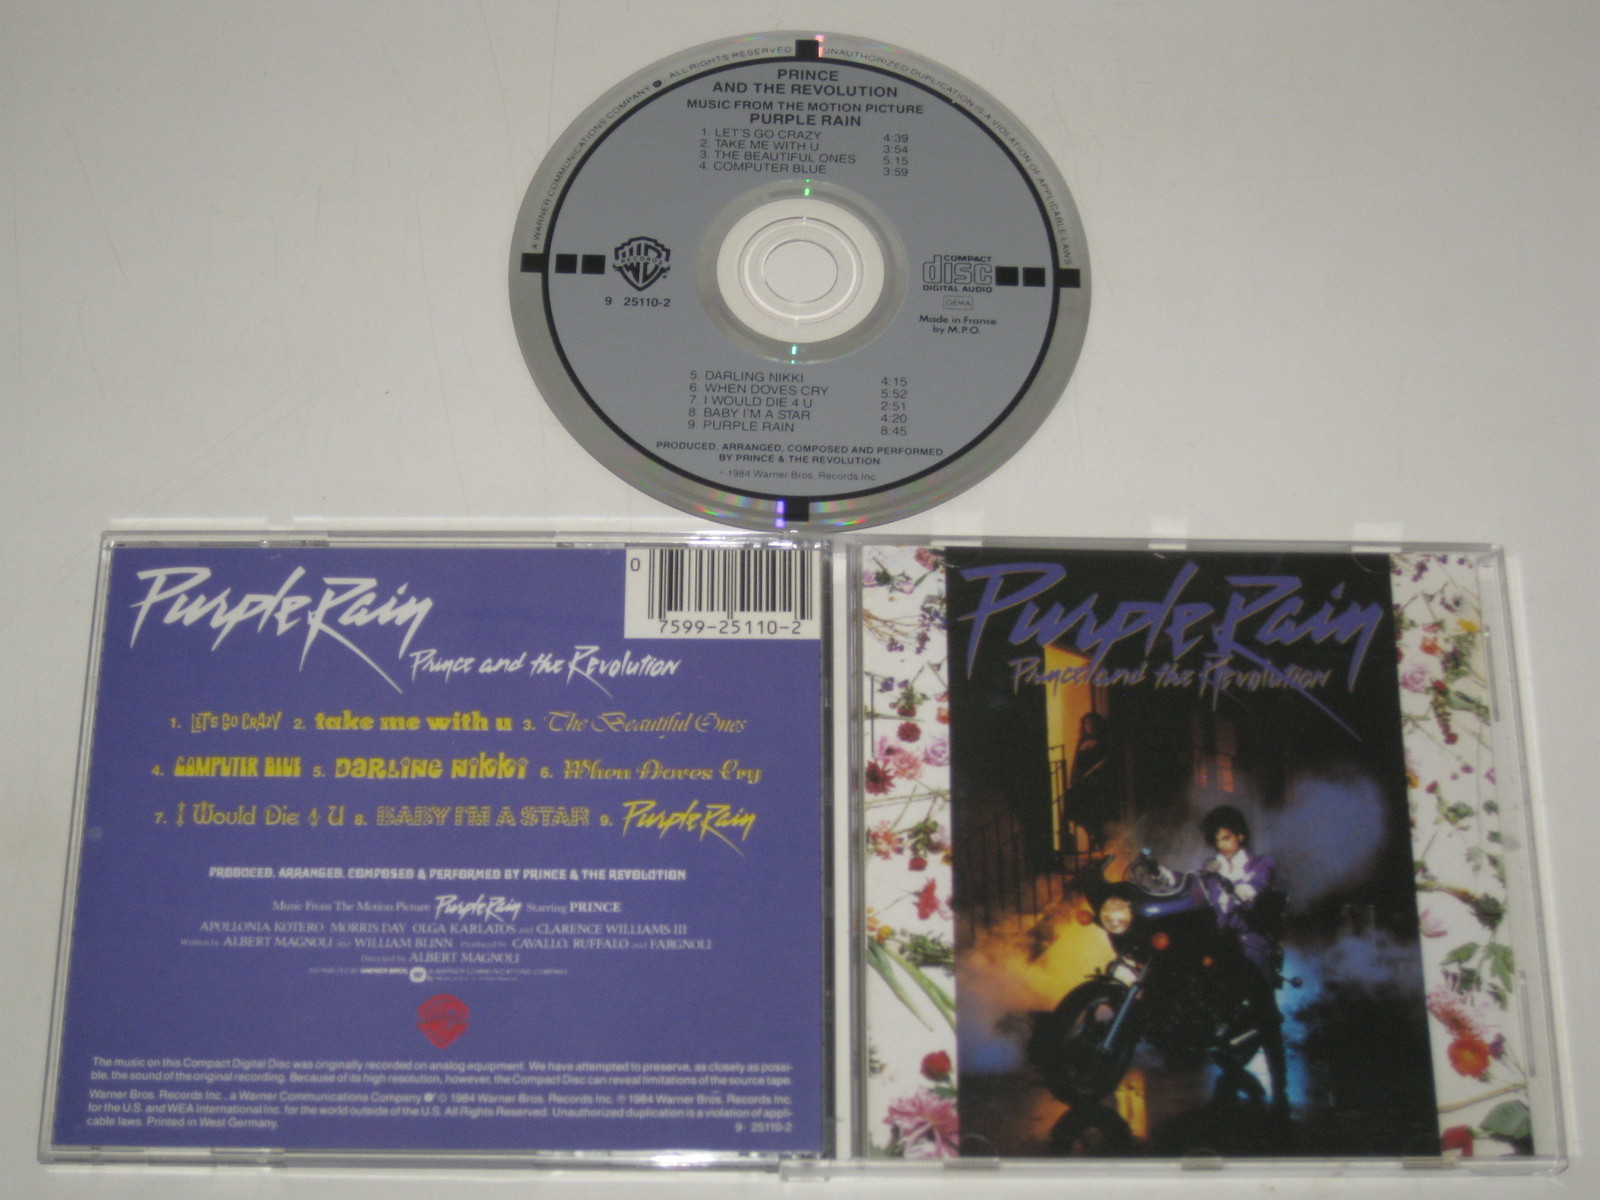 A WARNER COMMUNICATIONS COMPANY · ALL RIGHTS RESERVED
UNAUTHORIZED DUPLICATION IS A VIOLATION OF APPLICABLE LAWS
PRINCE
AND THE REVOLUTION
MUSIC FROM THE MOTION PICTURE
PURPLE RAIN
1. LET'S GO CRAZY 4:39
2. TAKE ME WITH U 3:54
3. THE BEAUTIFUL ONES 5:15
4. COMPUTER BLUE 3:59
RECORDS
9 25110-2
COMPACT
disc
DIGITAL AUDIO
GEMA
Made in France
by M.P.O.
5. DARLING NIKKI 4:15
6. WHEN DOVES CRY 5:52
7. I WOULD DIE 4 U 2:51
8. BABY I'M A STAR 4:20
9. PURPLE RAIN 8:45
PRODUCED, ARRANGED, COMPOSED AND PERFORMED
BY PRINCE & THE REVOLUTION
1984 Warner Bros. Records Inc.
Purple Rain
Prince and the Revolution
0
7599-25110-2
1. LET'S GO CRAZY 2. take me with u 3. The Beautiful Ones
4. COMPUTER BLUE 5. DARLING NIKKI 6. When Doves Cry
7. I Would Die 4 U 8. BABY I'M A STAR 9. Purple Rain
PRODUCED, ARRANGED, COMPOSED & PERFORMED BY PRINCE & THE REVOLUTION
Music From The Motion Picture Purple Rain Starring PRINCE
APOLLONIA KOTERO MORRIS DAY OLGA KARLATOS and CLARENCE WILLIAMS III
Written by ALBERT MAGNOLI and WILLIAM BLINN Produced by CAVALLO, RUFFALO and FARGNOLI
Directed by ALBERT MAGNOLI
DISTRIBUTED BY WARNER BROS. A WARNER COMMUNICATIONS COMPANY
The music on this Compact Digital Disc was originally recorded on analog equipment. We have attempted to preserve, as closely as possi-
ble, the sound of the original recording. Because of its high resolution, however, the Compact Disc can reveal limitations of the source tape.
Warner Bros. Records Inc., a Warner Communications Company © 1984 Warner Bros. Records Inc. ℗ 1984 Warner Bros. Records Inc.
for the U.S. and WEA International Inc. for the world outside of the U.S. All Rights Reserved. Unauthorized duplication is a violation of appli-
cable laws. Printed in West Germany.
9 25110-2
Purple Rain
Prince and the Revolution